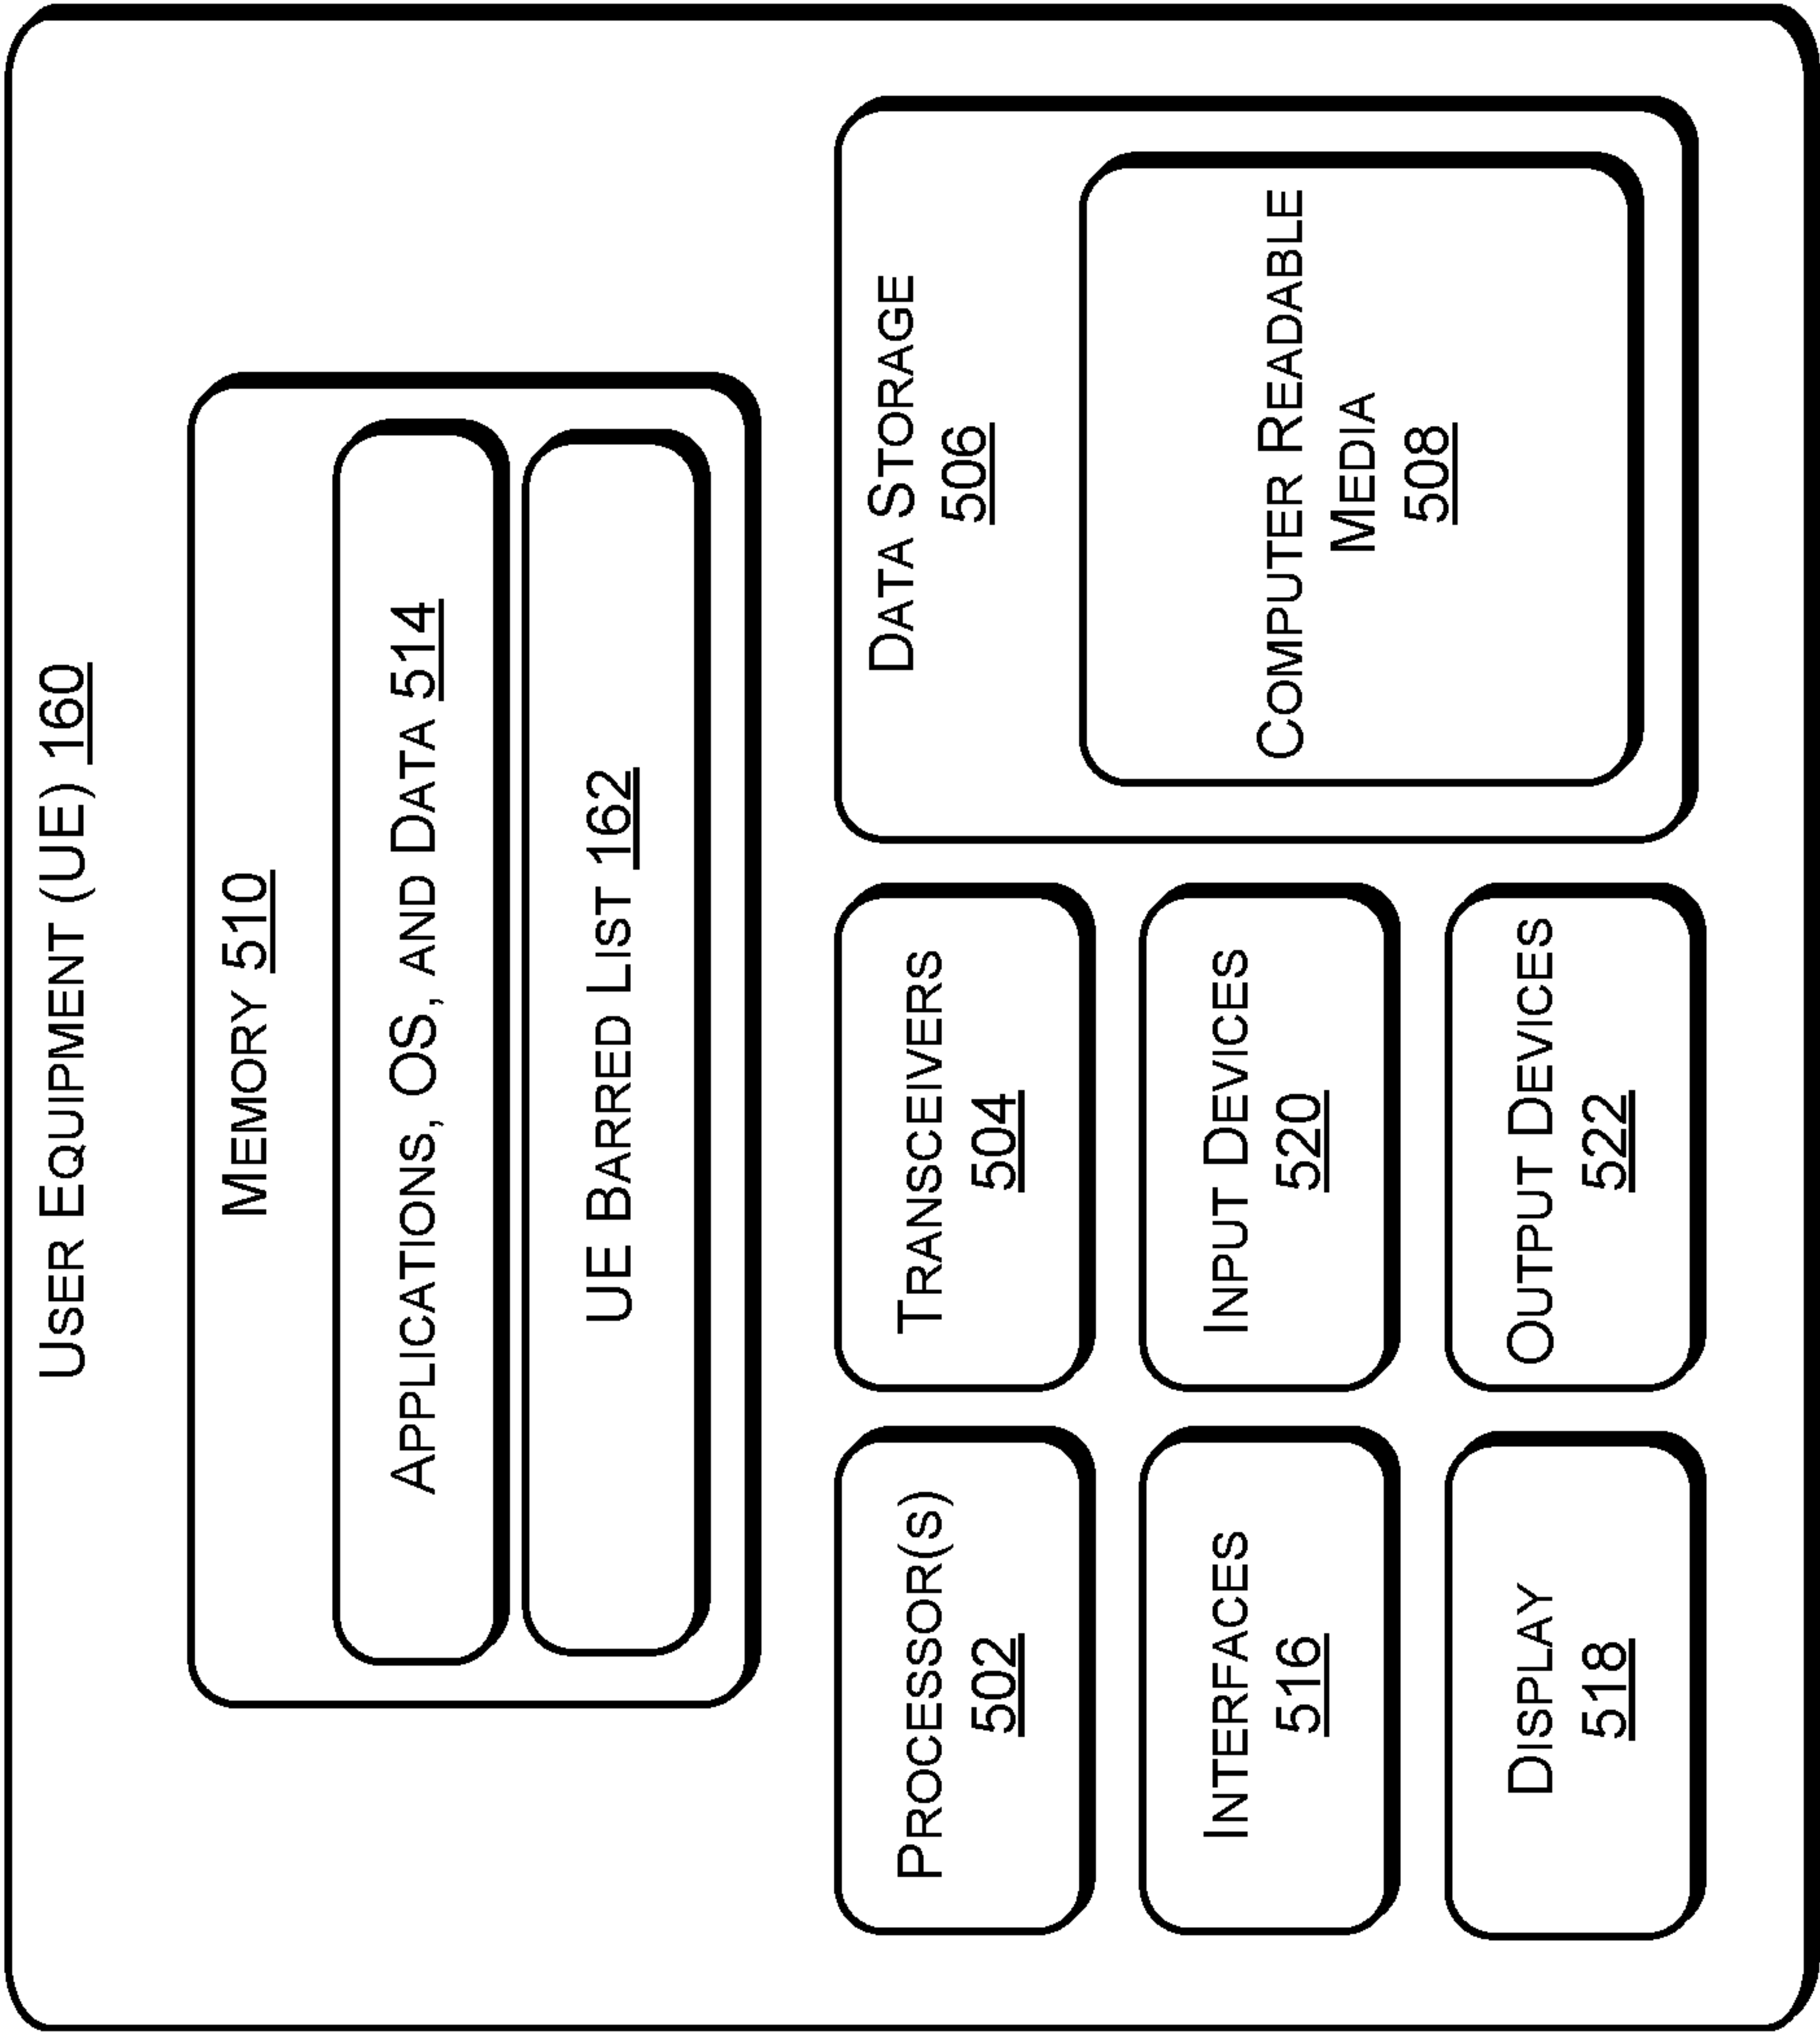 USER EQUIPMENT (UE) 160
MEMORY 510
APPLICATIONS, OS, AND DATA 514
UE BARRED LIST 162
PROCESSOR(S)
502
TRANSCEIVERS
504
DATA STORAGE
506
COMPUTER READABLE
MEDIA
508
INTERFACES
516
INPUT DEVICES
520
DISPLAY
518
OUTPUT DEVICES
522